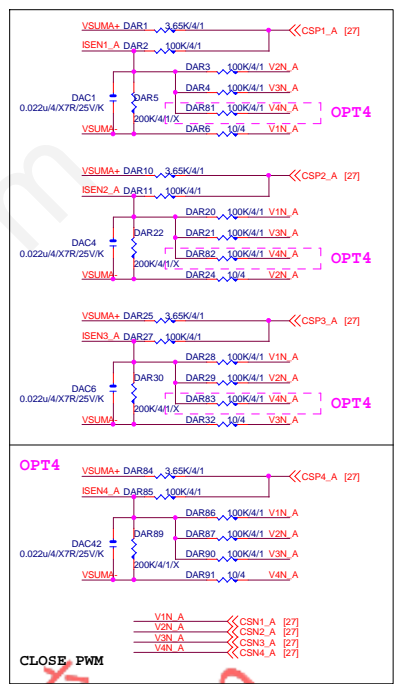 VSUMA+ DAR1 3.65K/4/1 CSP1_A [27]
ISEN1_A DAR2 100K/4/1
DAR3 100K/4/1 V2N_A
DAC1 DAR5 DAR4 100K/4/1 V3N_A
0.022u/4/X7R/25V/K DAR81 100K/4/1 V4N_A OPT4
200K/4/1/X
VSUMA- DAR6 10/4 V1N_A
VSUMA+ DAR10 3.65K/4/1 CSP2_A [27]
ISEN2_A DAR11 100K/4/1
DAR20 100K/4/1 V1N_A
DAC4 DAR22 DAR21 100K/4/1 V3N_A
0.022u/4/X7R/25V/K DAR82 100K/4/1 V4N_A OPT4
200K/4/1/X
VSUMA- DAR24 10/4 V2N_A
VSUMA+ DAR25 3.65K/4/1 CSP3_A [27]
ISEN3_A DAR27 100K/4/1
DAR28 100K/4/1 V1N_A
DAC6 DAR30 DAR29 100K/4/1 V2N_A
0.022u/4/X7R/25V/K DAR83 100K/4/1 V4N_A OPT4
200K/4/1/X
VSUMA- DAR32 10/4 V3N_A
OPT4
VSUMA+ DAR84 3.65K/4/1 CSP4_A [27]
ISEN4_A DAR85 100K/4/1
DAR86 100K/4/1 V1N_A
DAC42 DAR89 DAR87 100K/4/1 V2N_A
0.022u/4/X7R/25V/K DAR90 100K/4/1 V3N_A
200K/4/1/X
VSUMA- DAR91 10/4 V4N_A
V1N_A CSN1_A [27]
V2N_A CSN2_A [27]
V3N_A CSN3_A [27]
V4N_A CSN4_A [27]
CLOSE PWM